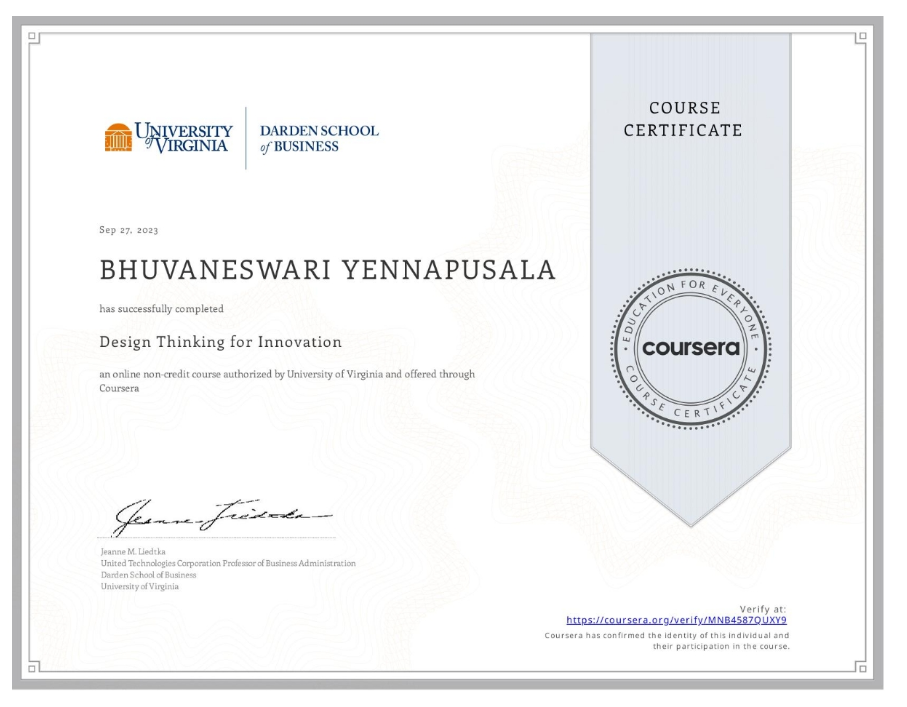 UNIVERSITY
of VIRGINIA
DARDEN SCHOOL
of BUSINESS
COURSE
CERTIFICATE
Sep 27, 2023
BHUVANESWARI YENNAPUSALA
has successfully completed
Design Thinking for Innovation
an online non-credit course authorized by University of Virginia and offered through
Coursera
EDUCATION FOR EVERYONE
coursera
COURSE CERTIFICATE
Jeanne Liedtka
Jeanne M. Liedtka
United Technologies Corporation Professor of Business Administration
Darden School of Business
University of Virginia
Verify at:
https://coursera.org/verify/MNB4587QUXY9
Coursera has confirmed the identity of this individual and
their participation in the course.